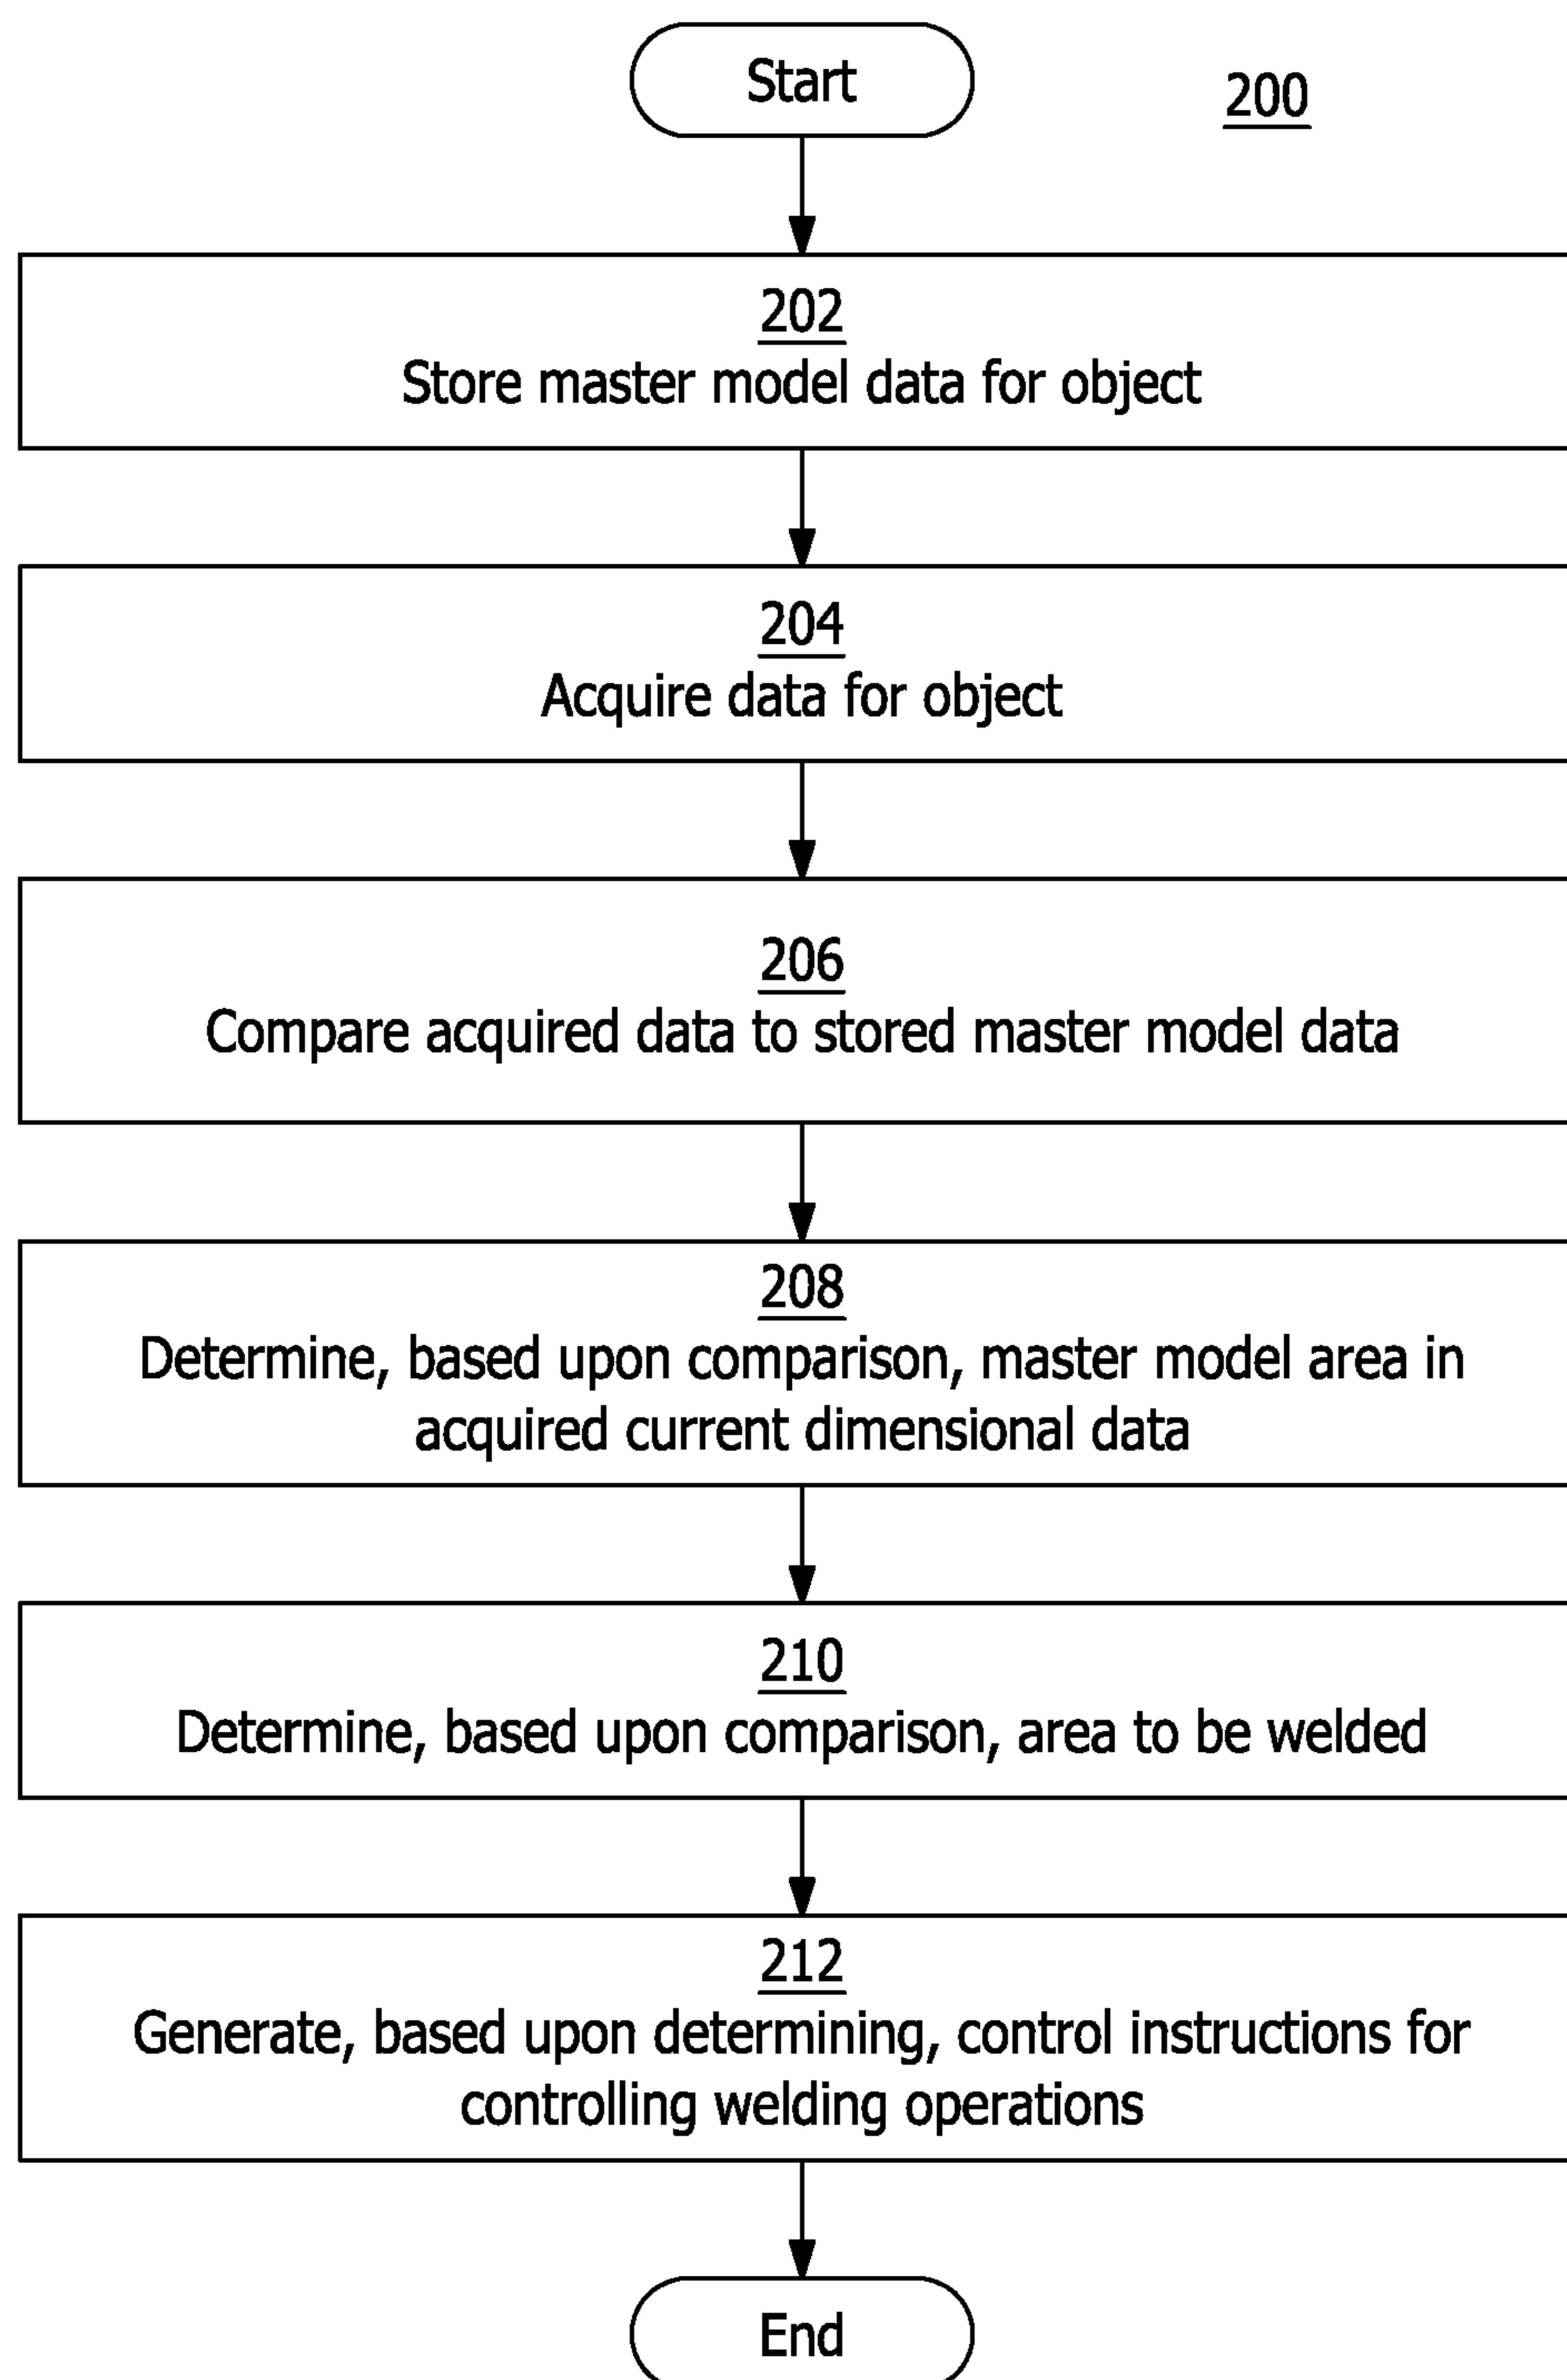 Start
200
202
Store master model data for object
204
Acquire data for object
206
Compare acquired data to stored master model data
208
Determine, based upon comparison, master model area in
acquired current dimensional data
210
Determine, based upon comparison, area to be welded
212
Generate, based upon determining, control instructions for
controlling welding operations
End